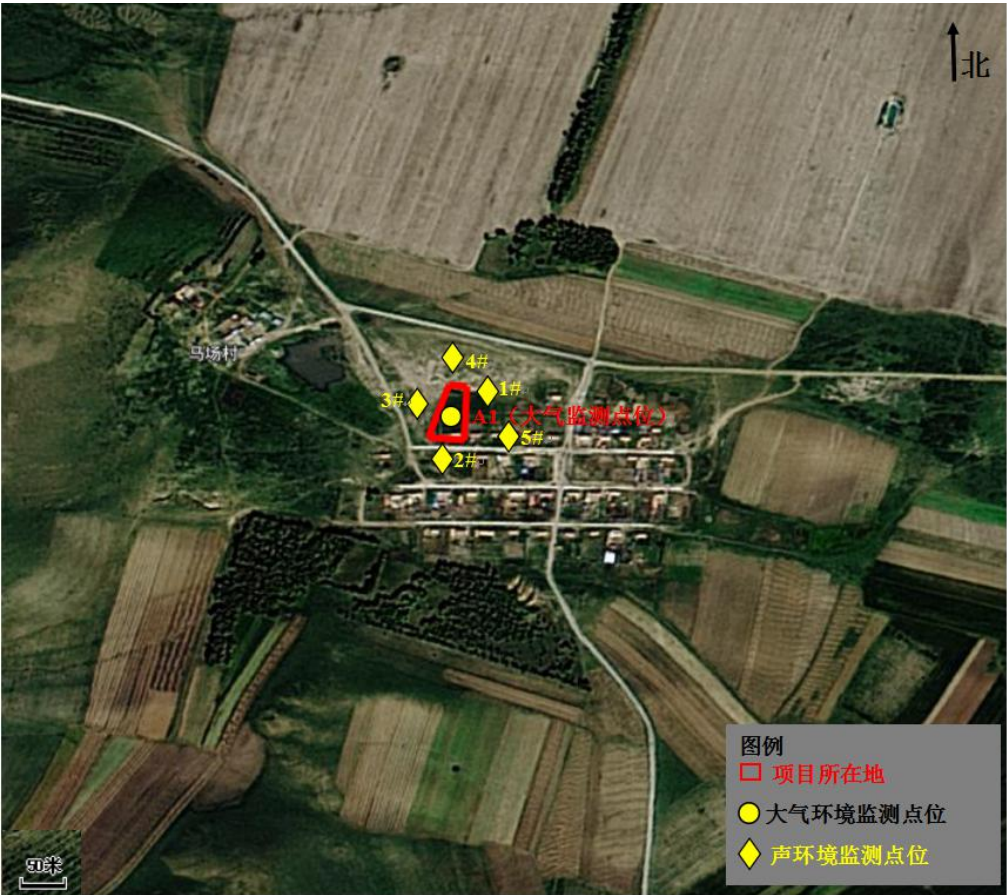 北
马场村
4#
1#
3#
A1（大气监测点位）
5#
2#
图例
项目所在地
大气环境监测点位
声环境监测点位
50米